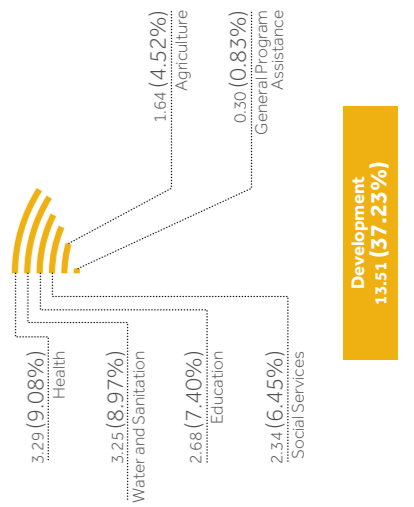 3.29 (9.08%)
Health
3.25 (8.97%)
Water and Sanitation
2.68 (7.40%)
Education
2.34 (6.45%)
Social Services
1.64 (4.52%)
Agriculture
0.30 (0.83%)
General Program
Assistance
Development
13.51 (37.23%)